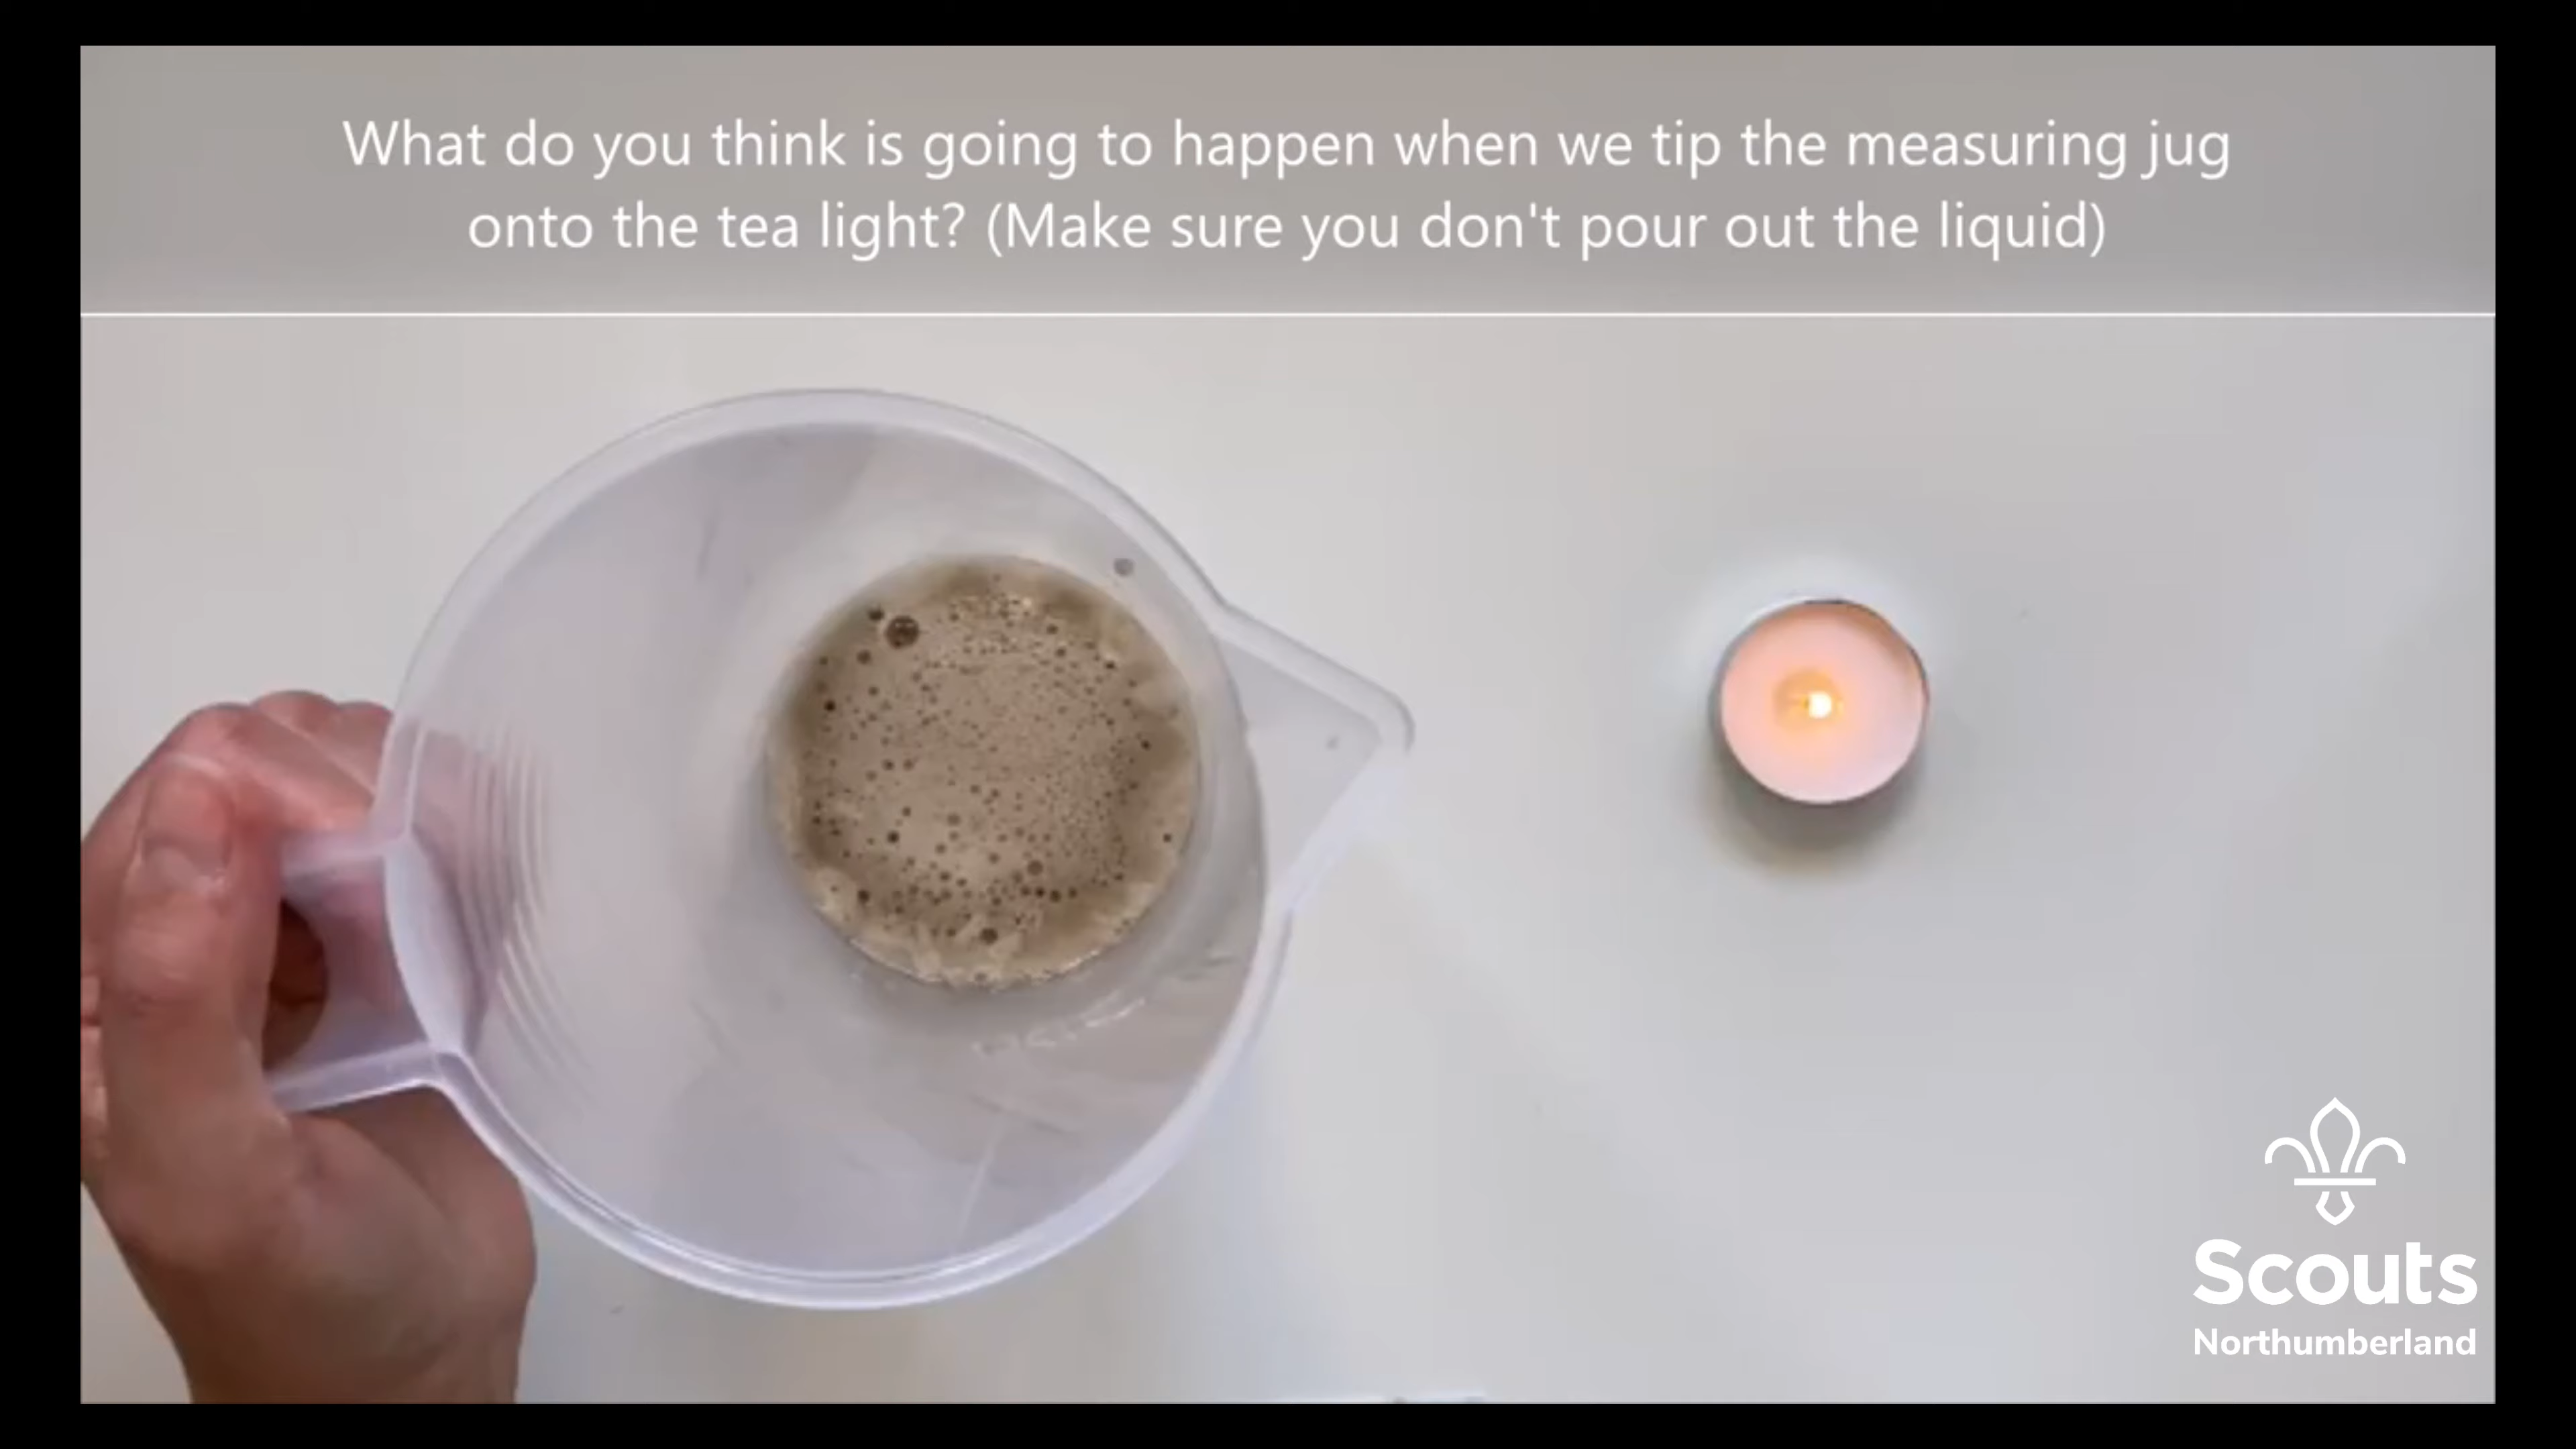 What do you think is going to happen when we tip the measuring jug
onto the tea light? (Make sure you don't pour out the liquid)
Scouts
Northumberland